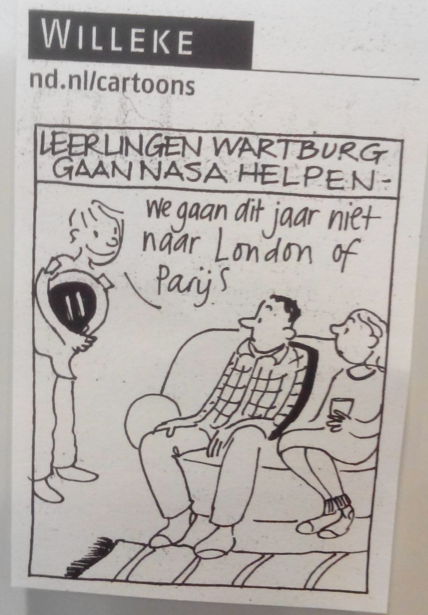 WILLEKE
nd.nl/cartoons
LEERLINGEN WARTBURG
GAAN NASA HELPEN-
We gaan dit jaar niet
naar London of
Parijs